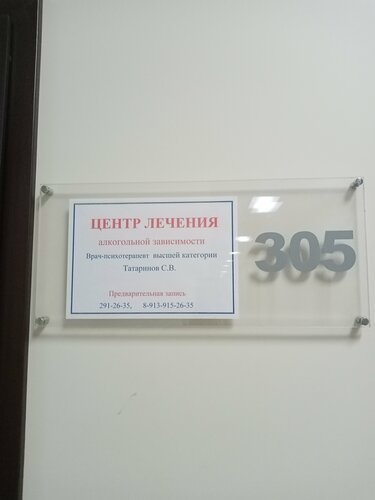 ЦЕНТР ЛЕЧЕНИЯ
алкогольной зависимости
Врач-психотерапевт высшей категории
Татаринов С.В.
Предварительная запись
291-26-35, 8-913-915-26-35
305